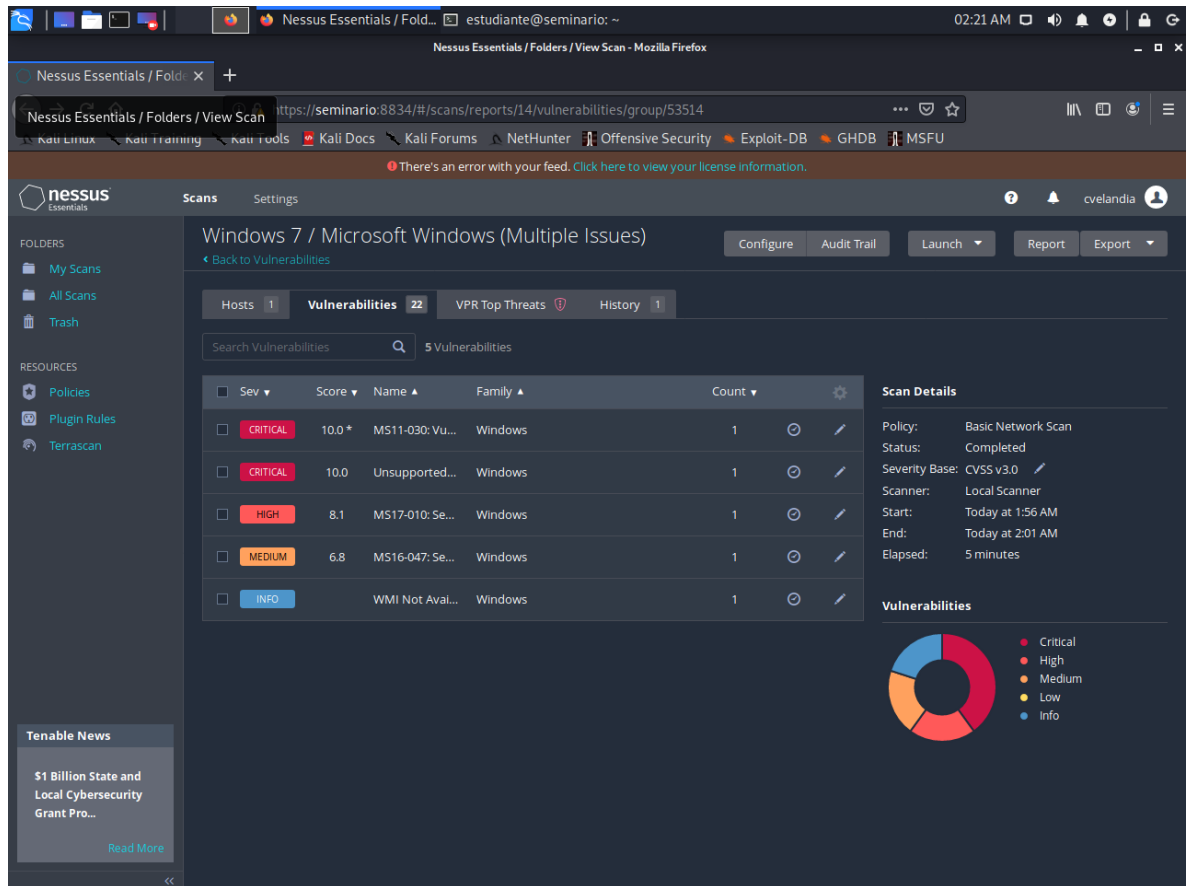 Nessus Essentials / Fold... estudiante@seminario: ~ 02:21 AM
Nessus Essentials / Folders / View Scan - Mozilla Firefox
Nessus Essentials / Folde
https://seminario:8834/#/scans/reports/14/vulnerabilities/group/53514
Nessus Essentials / Folders / View Scan
Kali Linux Kali Training Kali Tools Kali Docs Kali Forums NetHunter Offensive Security Exploit-DB GHDB MSFU
There's an error with your feed. Click here to view your license information.
nessus Essentials Scans Settings cvelandia
FOLDERS
My Scans
All Scans
Trash
RESOURCES
Policies
Plugin Rules
Terrascan
Windows 7 / Microsoft Windows (Multiple Issues)
Back to Vulnerabilities
Configure Audit Trail Launch Report Export
Hosts 1 Vulnerabilities 22 VPR Top Threats History 1
Search Vulnerabilities 5 Vulnerabilities
Sev Score Name Family Count
CRITICAL 10.0 * MS11-030: Vu... Windows 1
CRITICAL 10.0 Unsupported... Windows 1
HIGH 8.1 MS17-010: Se... Windows 1
MEDIUM 6.8 MS16-047: Se... Windows 1
INFO WMI Not Avai... Windows 1
Scan Details
Policy: Basic Network Scan
Status: Completed
Severity Base: CVSS v3.0
Scanner: Local Scanner
Start: Today at 1:56 AM
End: Today at 2:01 AM
Elapsed: 5 minutes
Vulnerabilities
Critical
High
Medium
Low
Info
Tenable News
$1 Billion State and
Local Cybersecurity
Grant Pro...
Read More